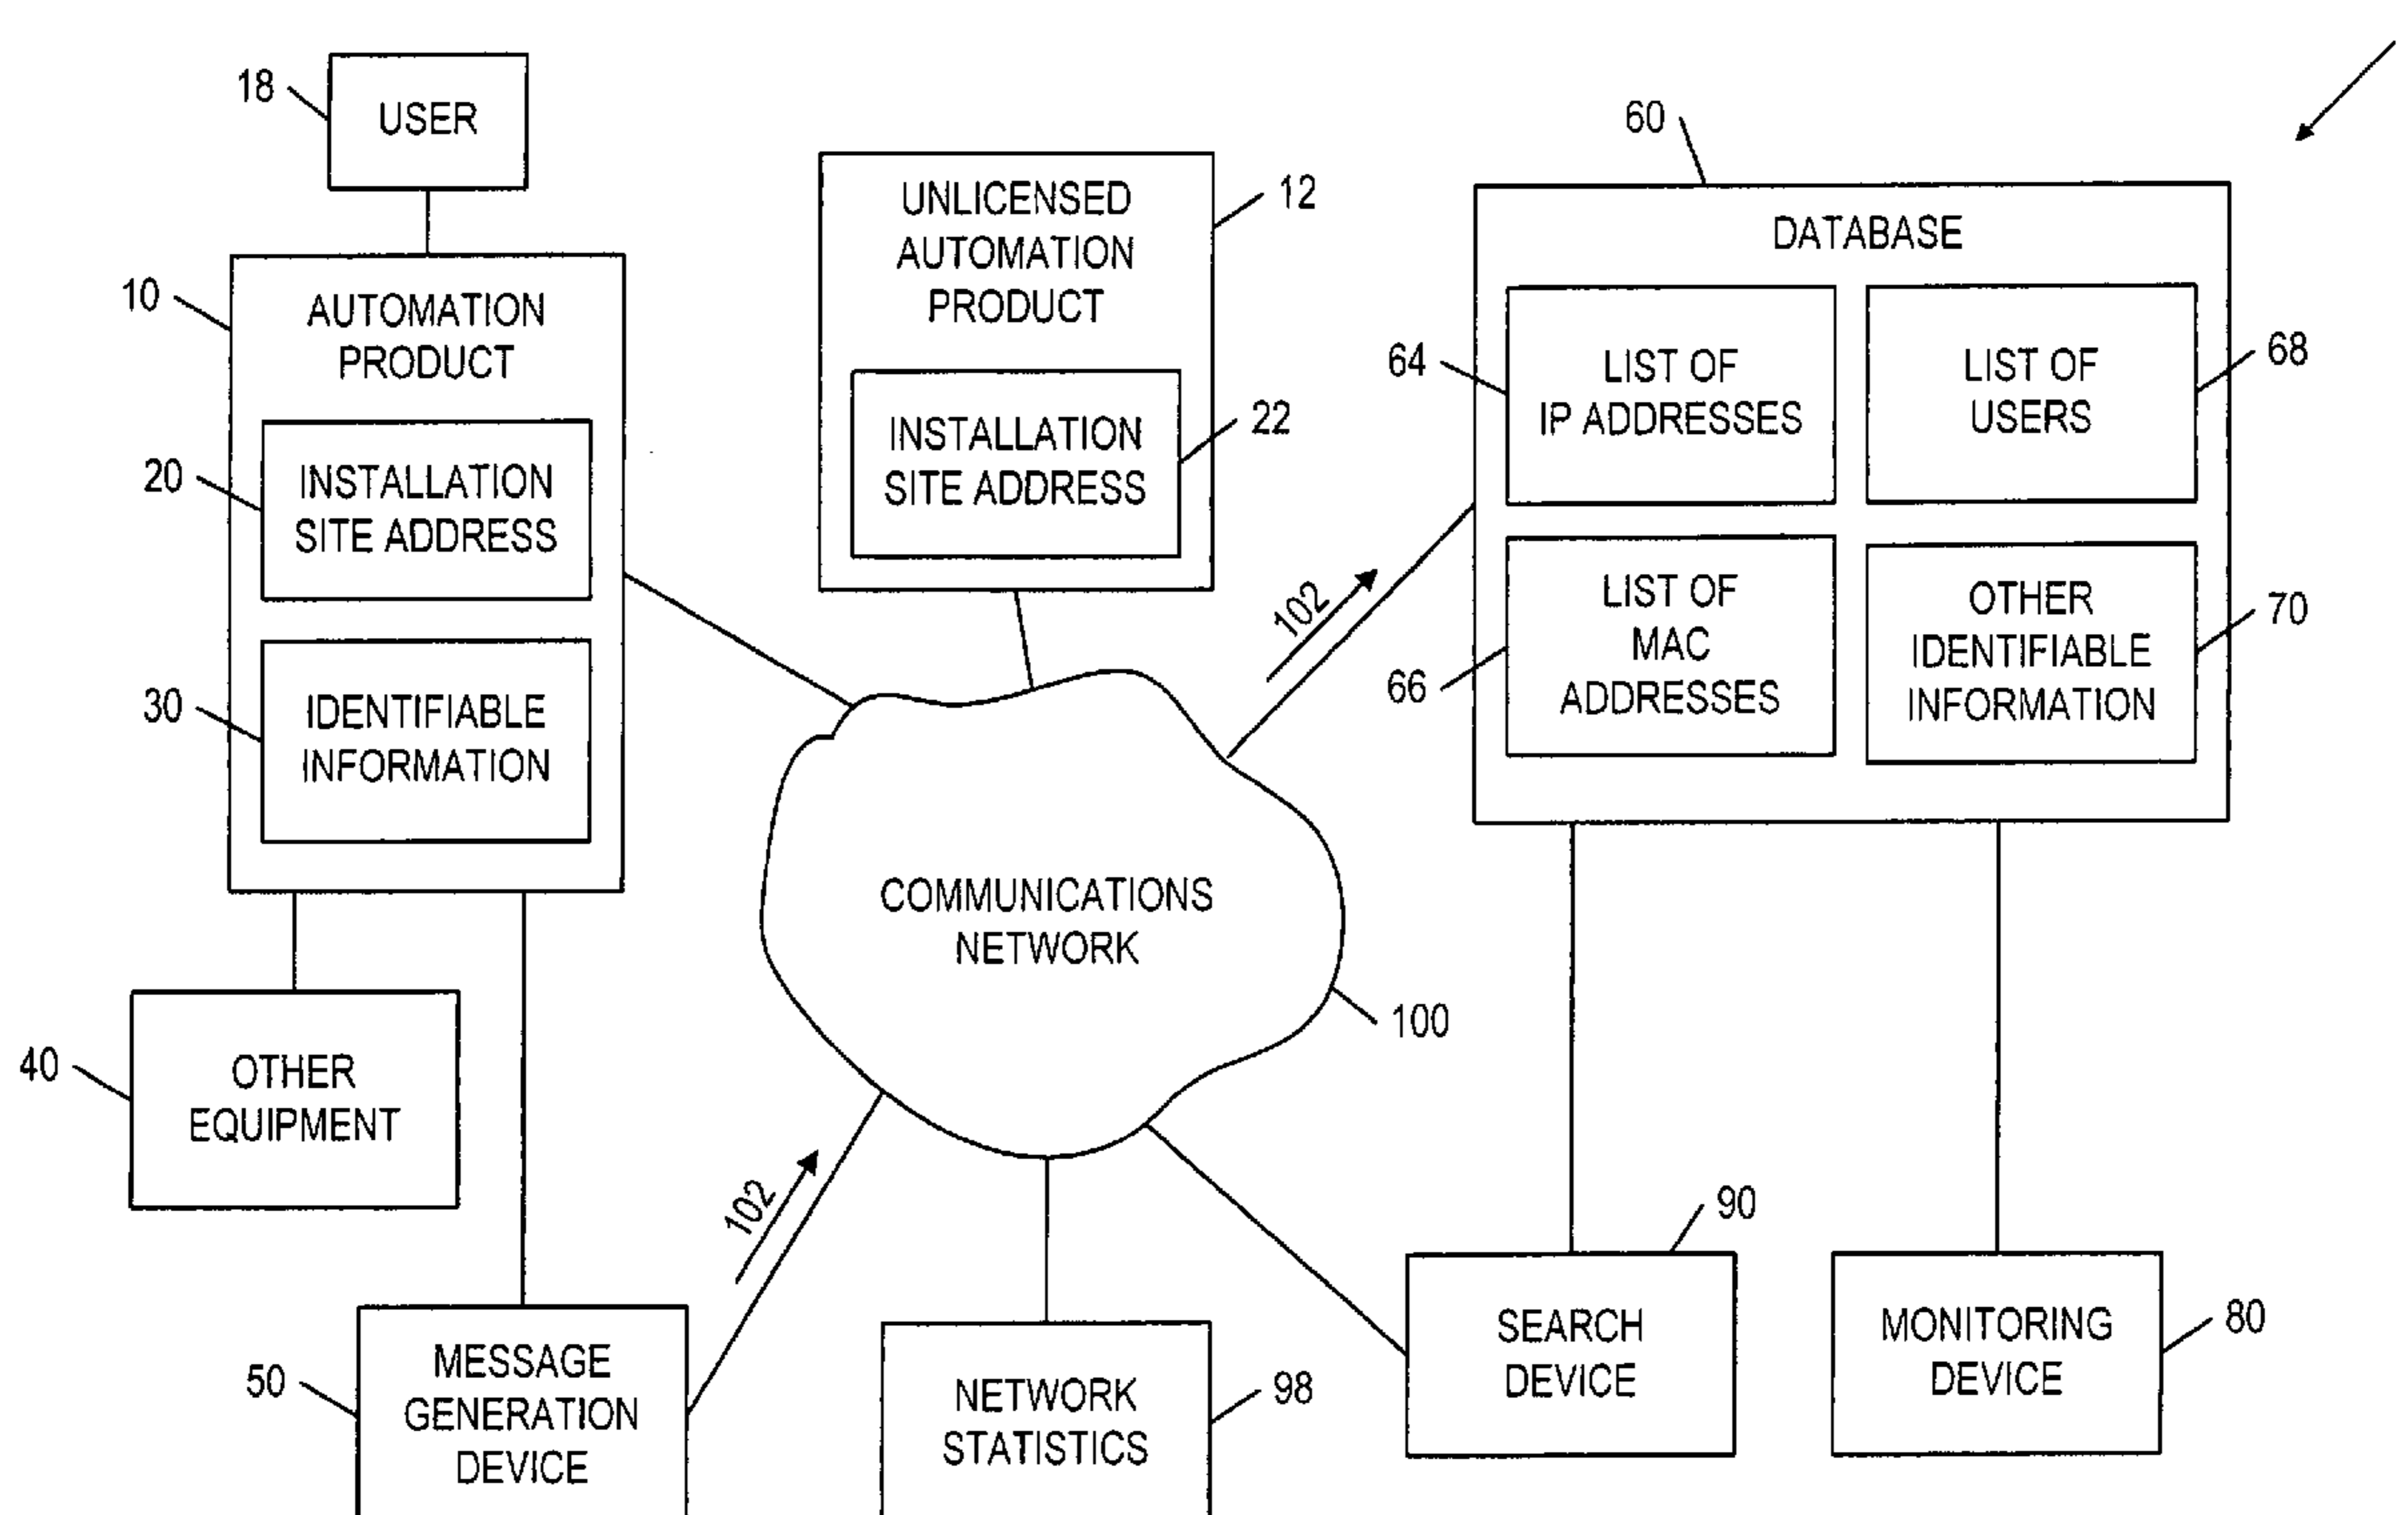 18
USER
10
AUTOMATION
PRODUCT
20
INSTALLATION
SITE ADDRESS
30
IDENTIFIABLE
INFORMATION
40
OTHER
EQUIPMENT
50
MESSAGE
GENERATION
DEVICE
102
UNLICENSED
AUTOMATION
PRODUCT
12
INSTALLATION
SITE ADDRESS
22
COMMUNICATIONS
NETWORK
100
NETWORK
STATISTICS
98
102
60
DATABASE
64
LIST OF
IP ADDRESSES
LIST OF
USERS
68
66
LIST OF
MAC
ADDRESSES
OTHER
IDENTIFIABLE
INFORMATION
70
90
SEARCH
DEVICE
MONITORING
DEVICE
80